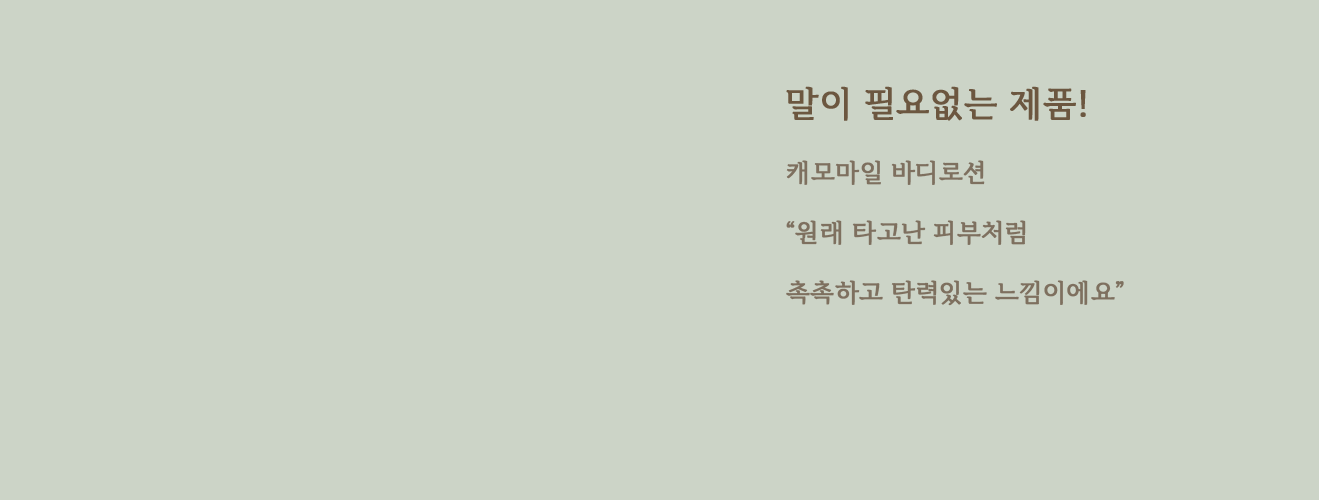 말이 필요없는 제품!
캐모마일 바디로션
“원래 타고난 피부처럼
촉촉하고 탄력있는 느낌이에요”